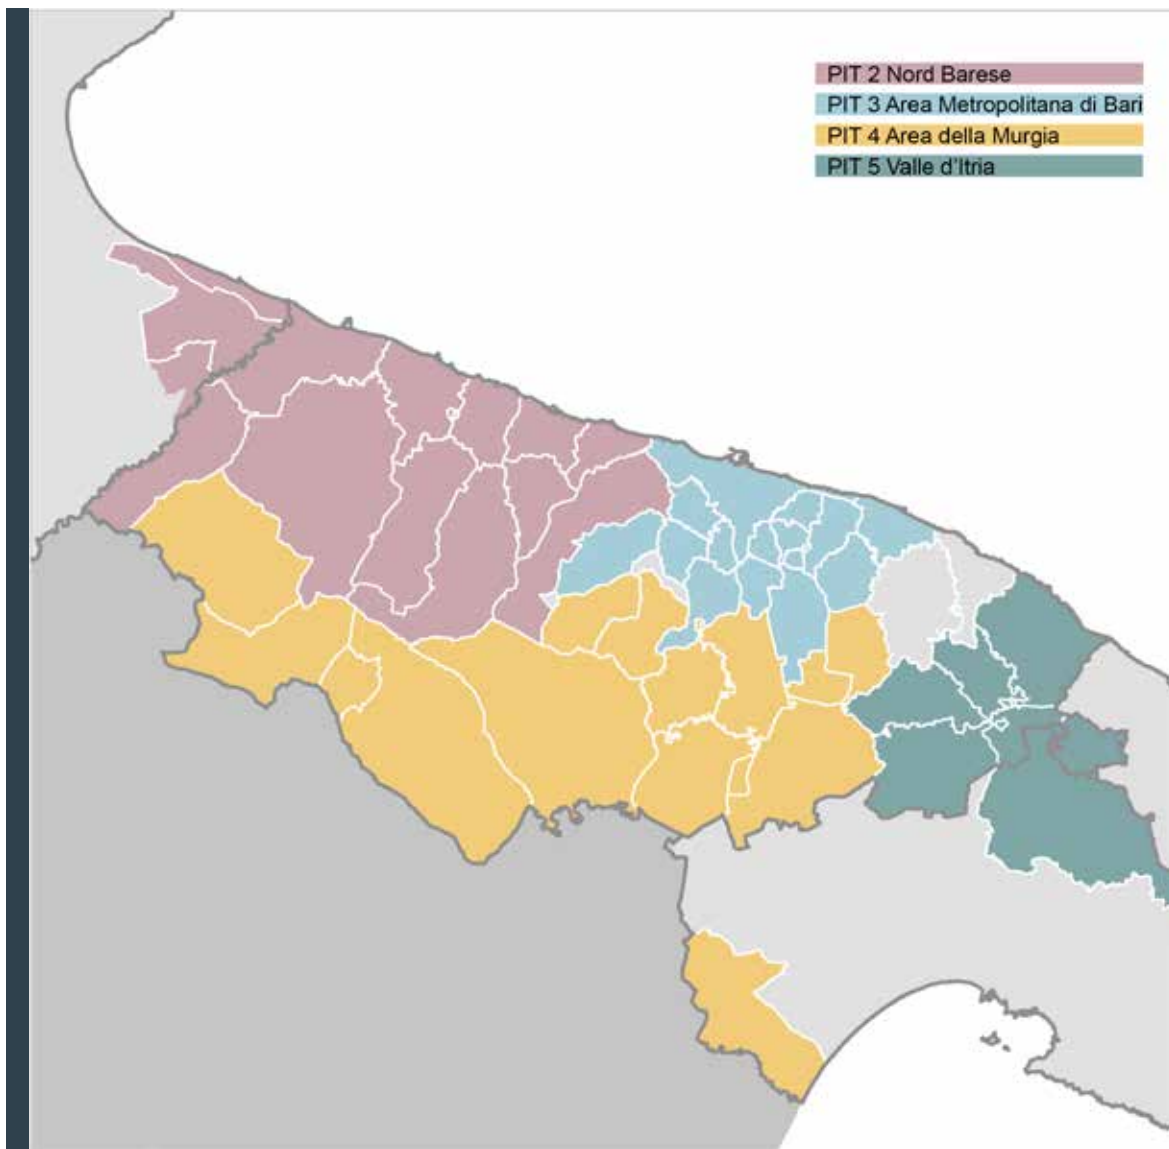 PIT 2 Nord Barese
PIT 3 Area Metropolitana di Bari
PIT 4 Area della Murgia
PIT 5 Valle d'Itria